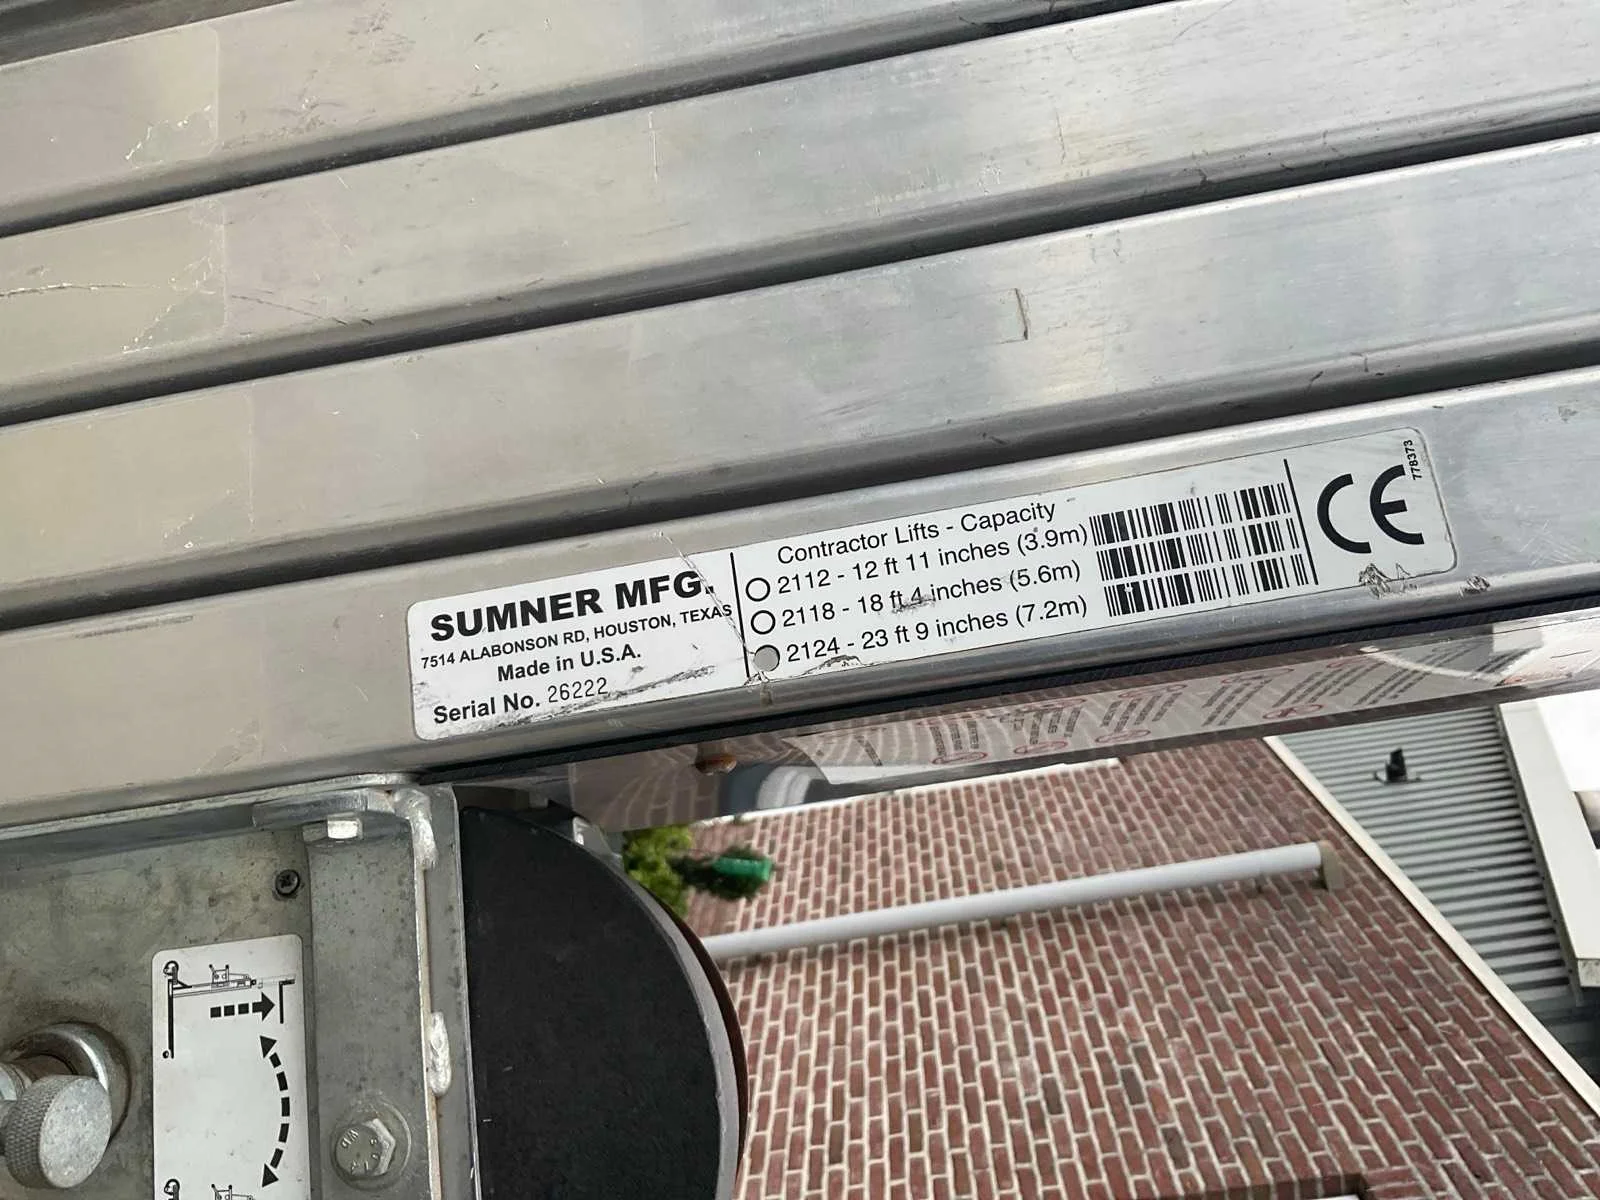 SUMNER MFG.
7514 ALABONSON RD, HOUSTON, TEXAS
Made in U.S.A.
Serial No. 26222
Contractor Lifts - Capacity
2112 - 12 ft 11 inches (3.9m)
2118 - 18 ft 4 inches (5.6m)
2124 - 23 ft 9 inches (7.2m)
CE
778373